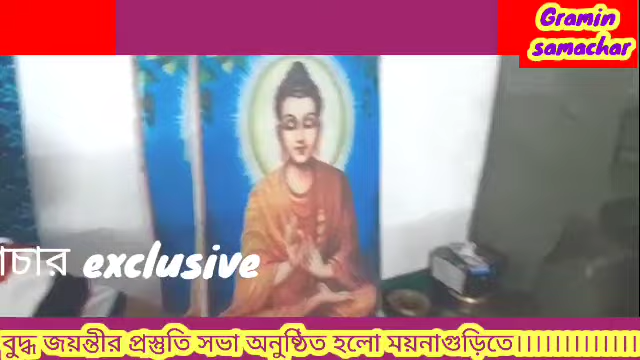 Gramin
samachar
াচার exclusive
বুদ্ধ জয়ন্তীর প্রস্তুতি সভা অনুষ্ঠিত হলো ময়নাগুড়িতে।।।।।।।।।।।।।